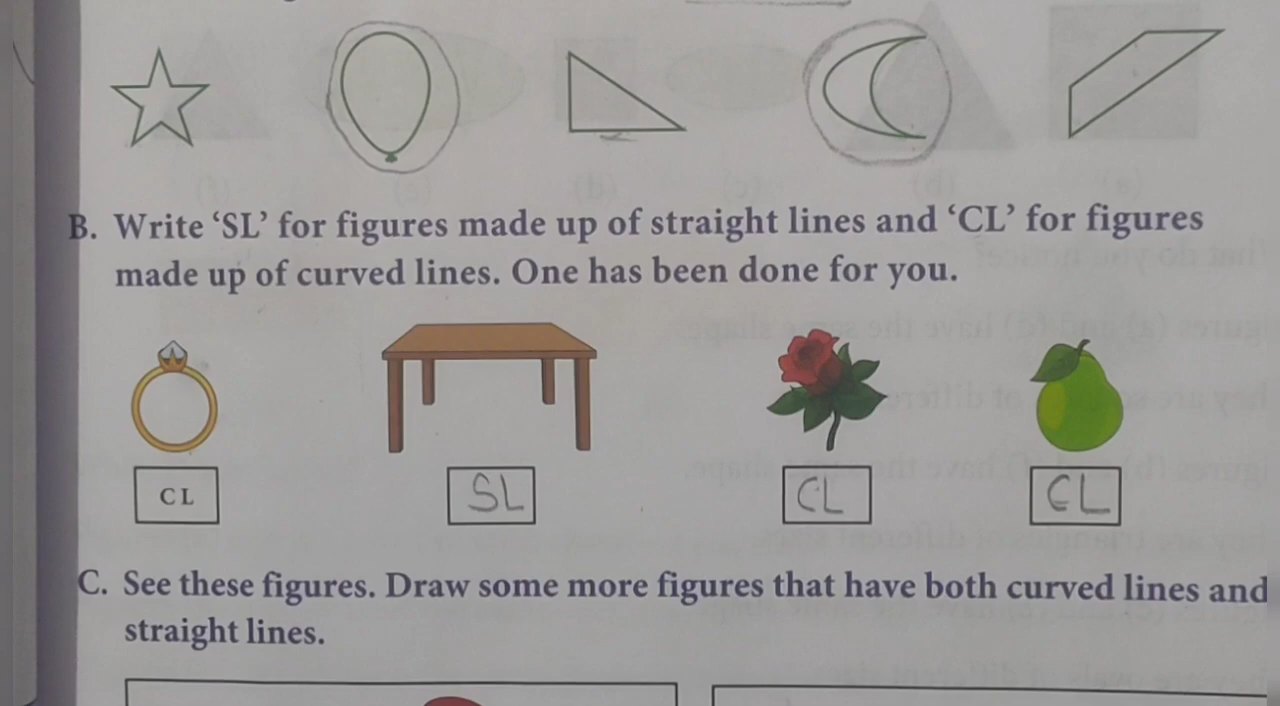 B. Write ‘SL’ for figures made up of straight lines and ‘CL’ for figures
made up of curved lines. One has been done for you.
CL SL CL CL
C. See these figures. Draw some more figures that have both curved lines and
straight lines.